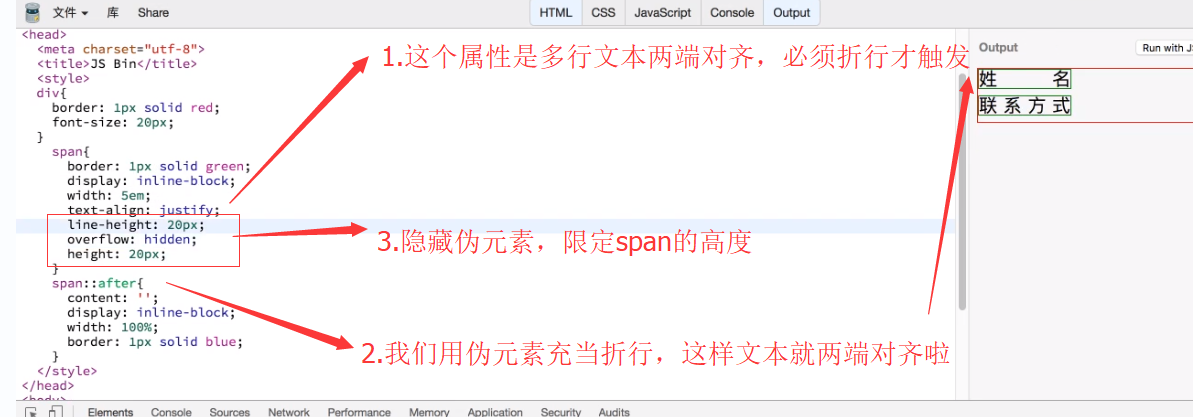 文件 库 Share HTML CSS JavaScript Console Output
<head>
<meta charset="utf-8">
<title>JS Bin</title>
<style>
div{
border: 1px solid red;
font-size: 20px;
}
span{
border: 1px solid green;
display: inline-block;
width: 5em;
text-align: justify;
line-height: 20px;
overflow: hidden;
height: 20px;
}
span::after{
content: '';
display: inline-block;
width: 100%;
border: 1px solid blue;
}
</style>
</head>
<body>
1.这个属性是多行文本两端对齐，必须折行才触发
3.隐藏伪元素，限定span的高度
2.我们用伪元素充当折行，这样文本就两端对齐啦
Output Run with JS
姓 名
联系方式
Elements Console Sources Network Performance Memory Application Security Audits